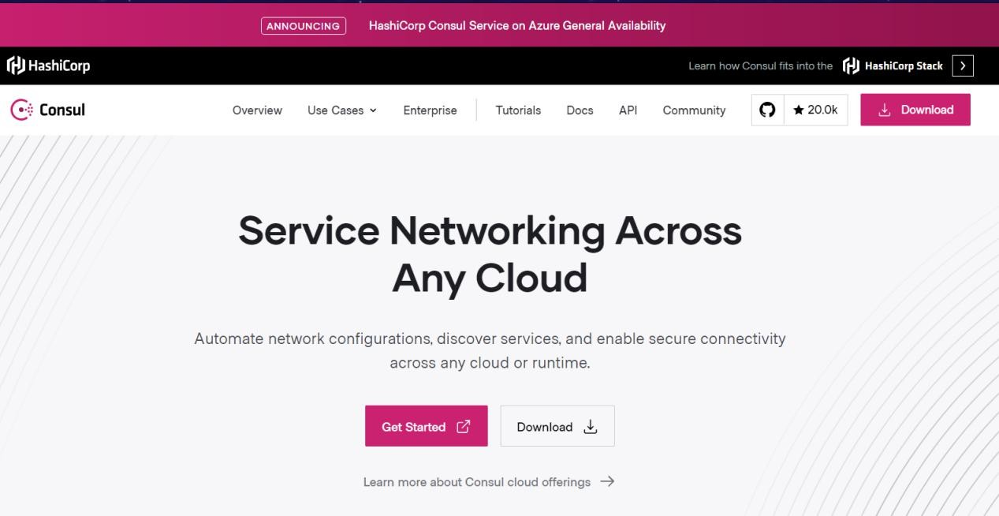 ANNOUNCING HashiCorp Consul Service on Azure General Availability
HashiCorp Learn how Consul fits into the HashiCorp Stack
Consul Overview Use Cases Enterprise Tutorials Docs API Community 20.0k Download
Service Networking Across
Any Cloud
Automate network configurations, discover services, and enable secure connectivity
across any cloud or runtime.
Get Started Download
Learn more about Consul cloud offerings